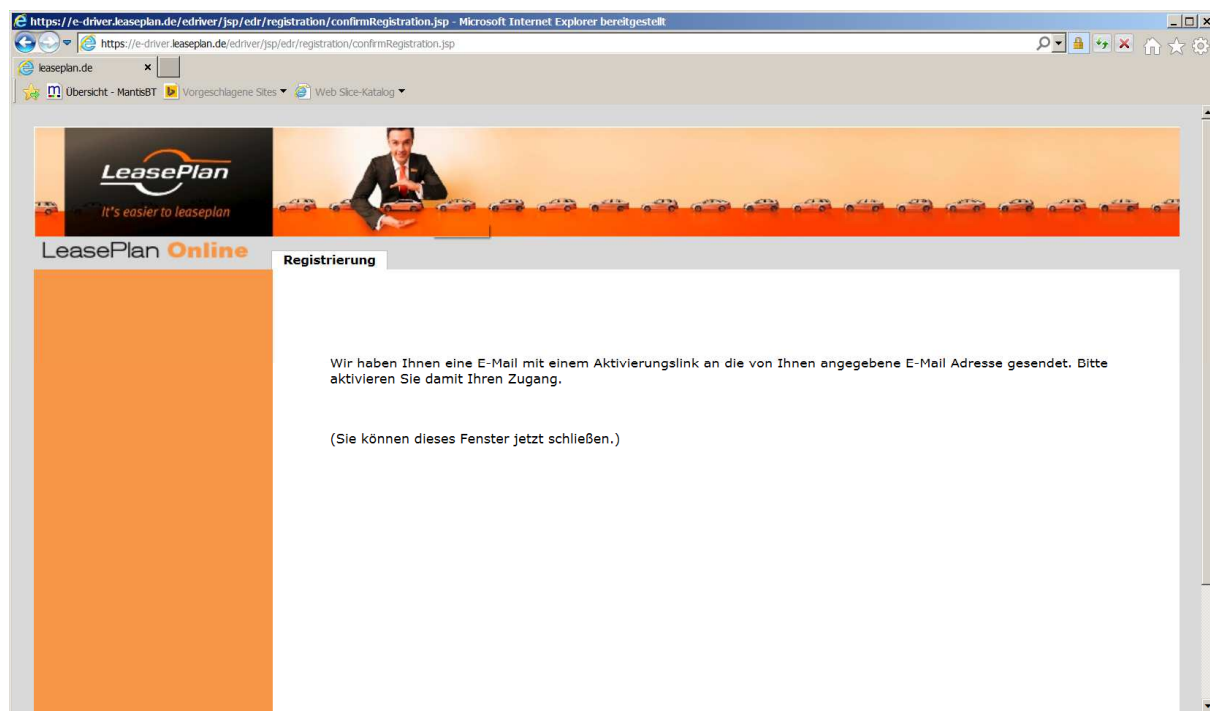 https://e-driver.leaseplan.de/edriver/jsp/edr/registration/confirmRegistration.jsp - Microsoft Internet Explorer bereitgestellt
https://e-driver.leaseplan.de/edriver/jsp/edr/registration/confirmRegistration.jsp
leaseplan.de
Übersicht - MantisBT Vorgeschlagene Sites Web Slice-Katalog
LeasePlan
It's easier to leaseplan
LeasePlan Online
Registrierung
Wir haben Ihnen eine E-Mail mit einem Aktivierungslink an die von Ihnen angegebene E-Mail Adresse gesendet. Bitte
aktivieren Sie damit Ihren Zugang.
(Sie können dieses Fenster jetzt schließen.)